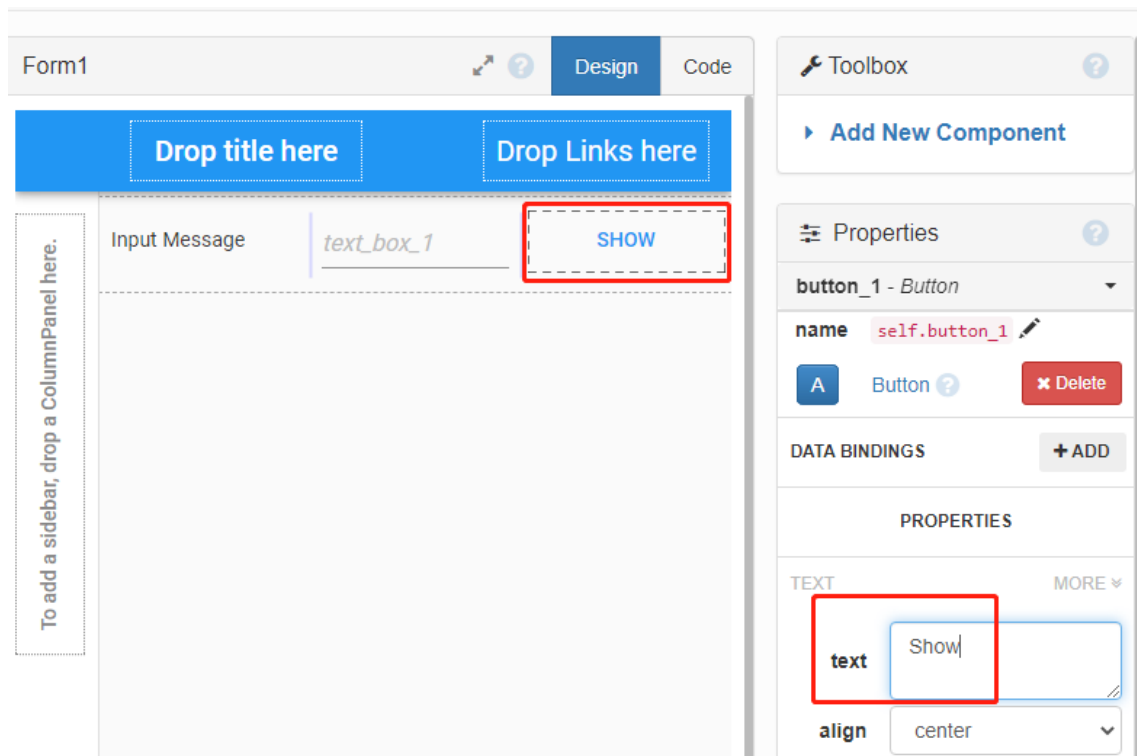 Form1
Design
Code
Drop title here
Drop Links here
To add a sidebar, drop a ColumnPanel here.
Input Message
text_box_1
SHOW
Toolbox
Add New Component
Properties
button_1 - Button
name self.button_1
A Button Delete
DATA BINDINGS + ADD
PROPERTIES
TEXT MORE
text Show
align center